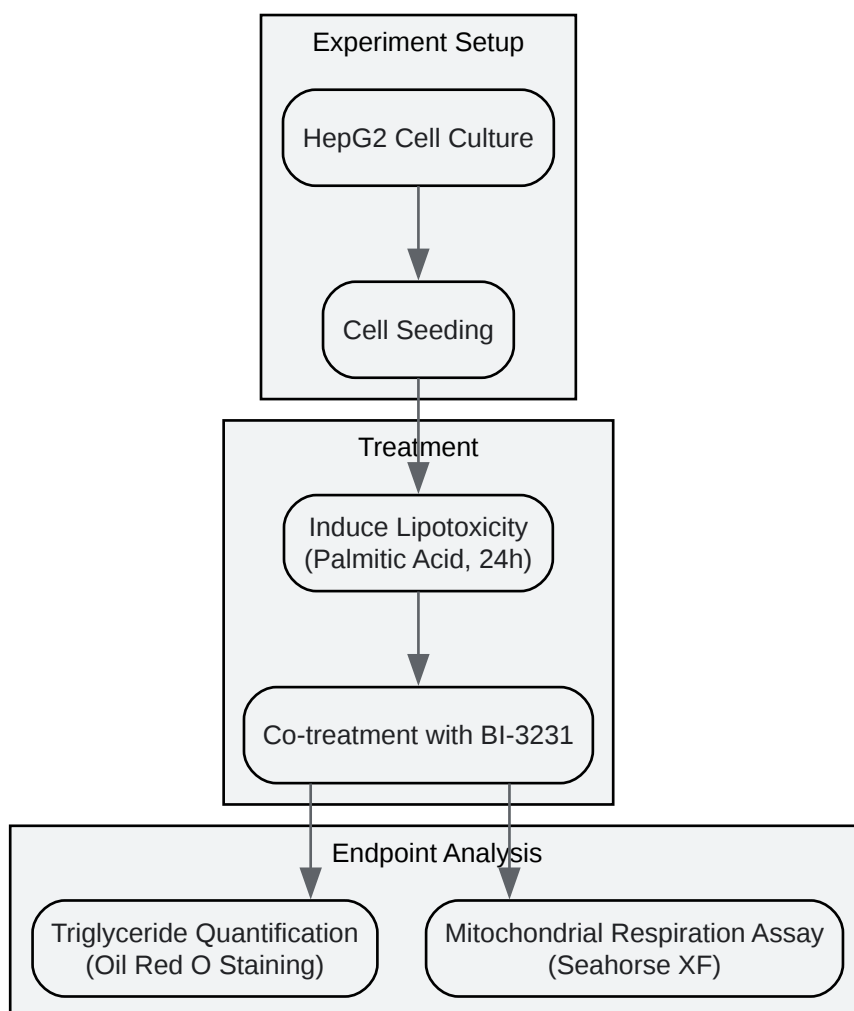 Experiment Setup
HepG2 Cell Culture
Cell Seeding
Treatment
Induce Lipotoxicity
(Palmitic Acid, 24h)
Co-treatment with BI-3231
Endpoint Analysis
Triglyceride Quantification
(Oil Red O Staining)
Mitochondrial Respiration Assay
(Seahorse XF)